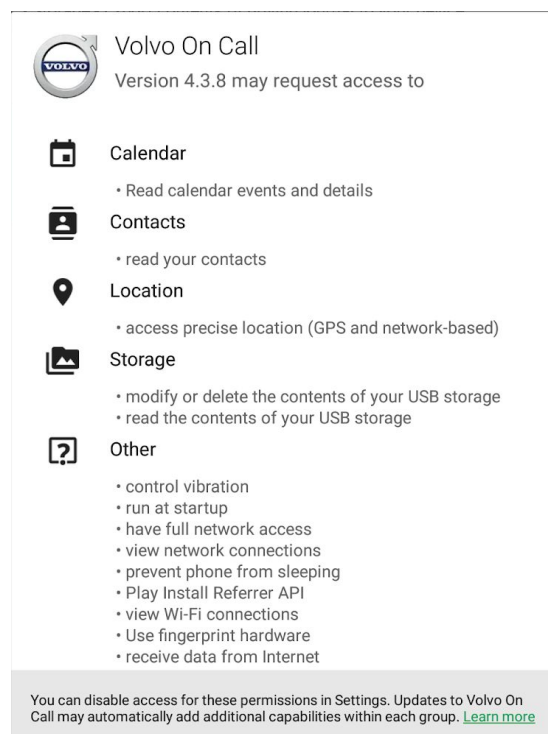 VOLVO
Volvo On Call
Version 4.3.8 may request access to
Calendar
• Read calendar events and details
Contacts
• read your contacts
Location
• access precise location (GPS and network-based)
Storage
• modify or delete the contents of your USB storage
• read the contents of your USB storage
Other
• control vibration
• run at startup
• have full network access
• view network connections
• prevent phone from sleeping
• Play Install Referrer API
• view Wi-Fi connections
• Use fingerprint hardware
• receive data from Internet
You can disable access for these permissions in Settings. Updates to Volvo On
Call may automatically add additional capabilities within each group. Learn more